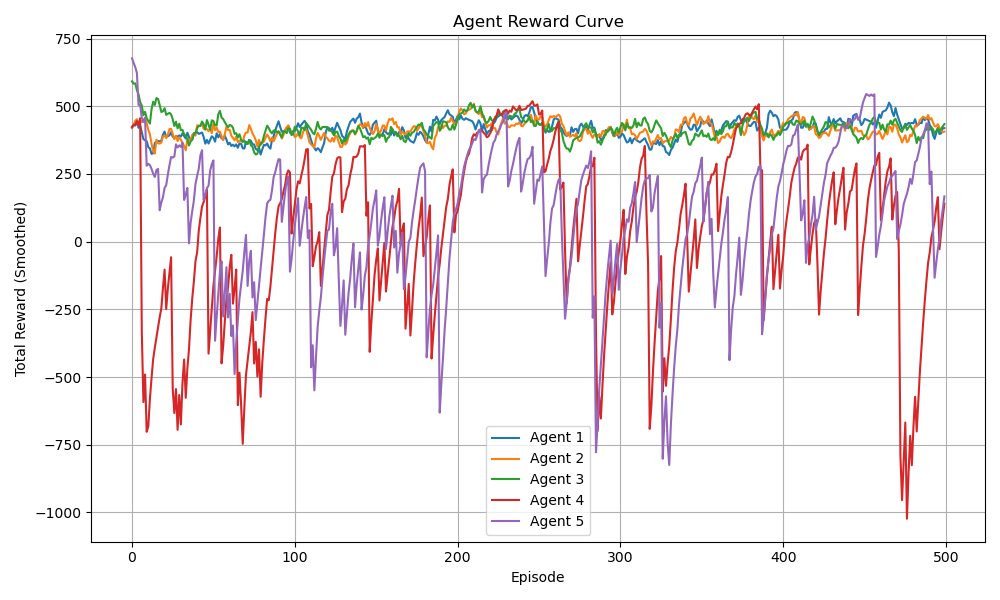 Agent Reward Curve
Total Reward (Smoothed)
750
500
250
0
−250
−500
−750
−1000
Agent 1
Agent 2
Agent 3
Agent 4
Agent 5
0
100
200
300
400
500
Episode